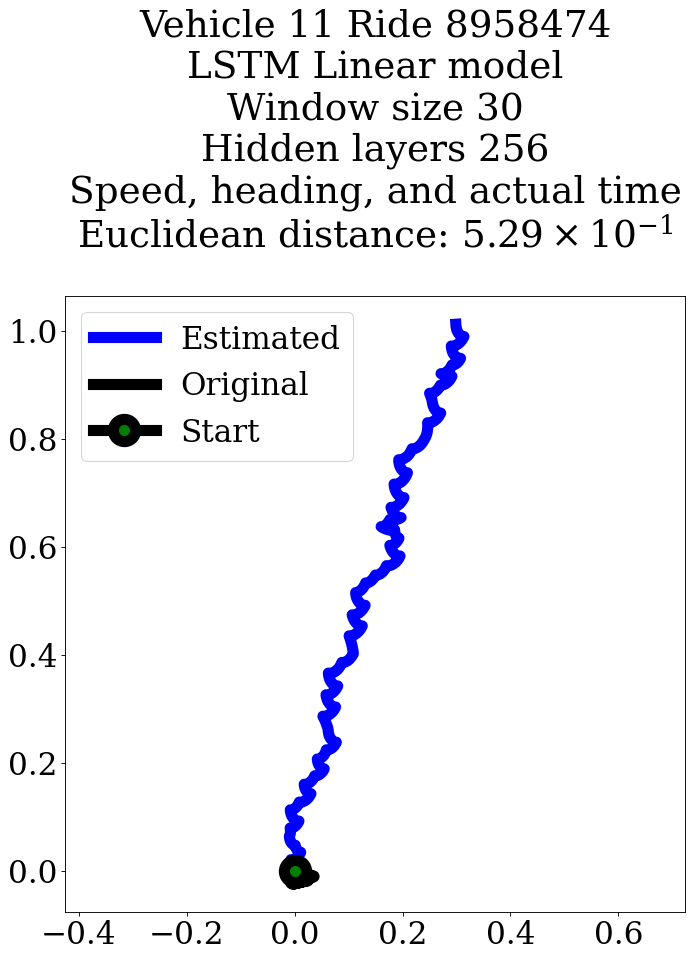 Vehicle 11 Ride 8958474
LSTM Linear model
Window size 30
Hidden layers 256
Speed, heading, and actual time
Euclidean distance: 5.29 × 10⁻¹
Estimated
Original
Start
1.0
0.8
0.6
0.4
0.2
0.0
−0.4 −0.2 0.0 0.2 0.4 0.6